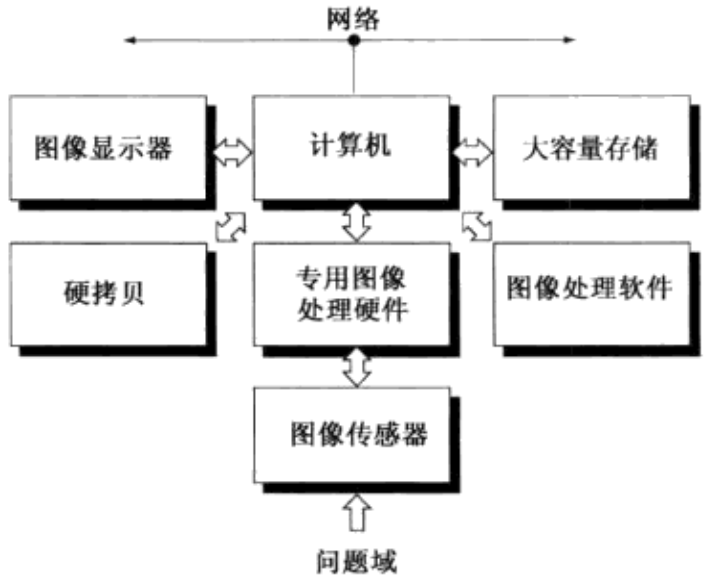 网络
图像显示器
计算机
大容量存储
硬拷贝
专用图像
处理硬件
图像处理软件
图像传感器
问题域